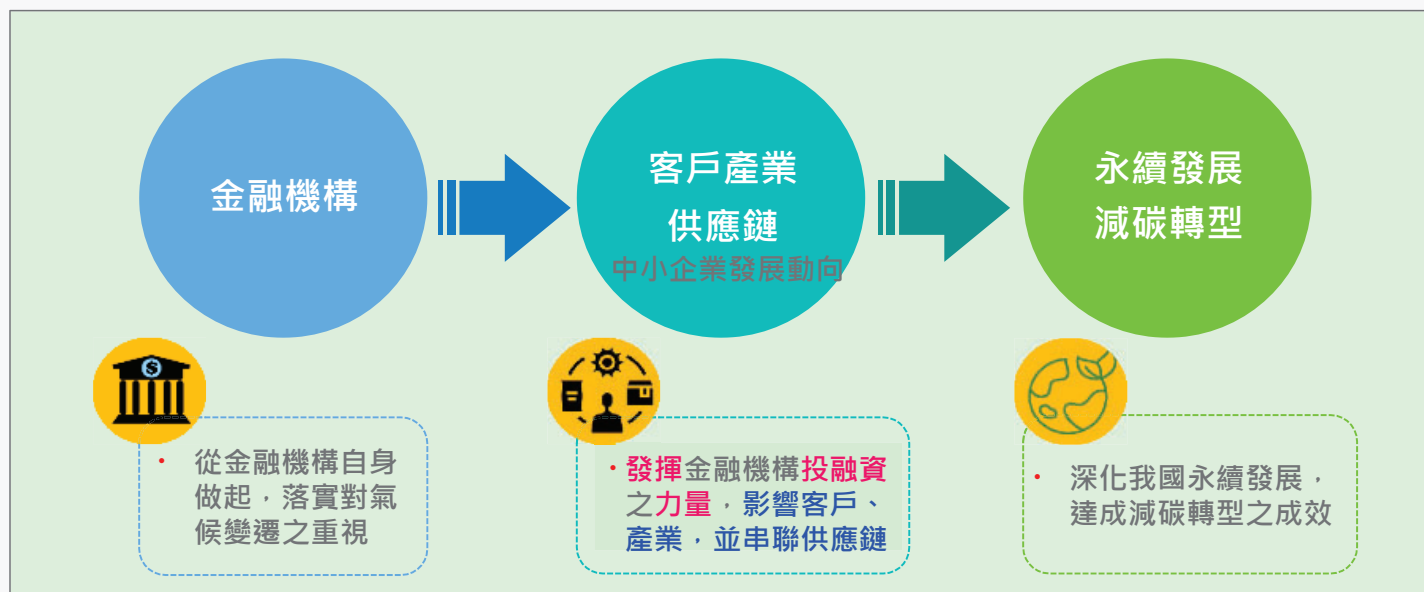 金融機構
客戶產業
供應鏈
中小企業發展動向
永續發展
減碳轉型
$
• 從金融機構自身
做起，落實對氣
候變遷之重視
• 發揮金融機構投融資
之力量，影響客戶、
產業，並串聯供應鏈
• 深化我國永續發展，
達成減碳轉型之成效